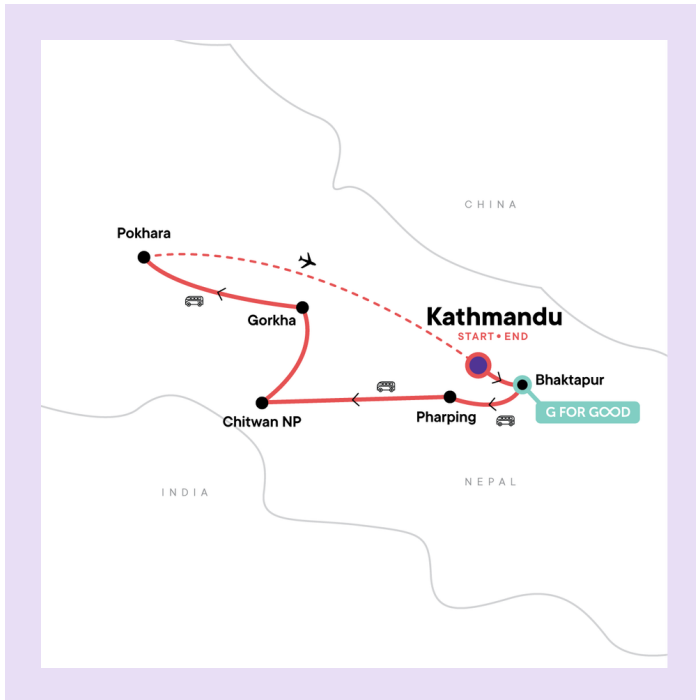 CHINA
Pokhara
Kathmandu
START • END
Gorkha
Bhaktapur
G FOR GOOD
Pharping
Chitwan NP
NEPAL
INDIA